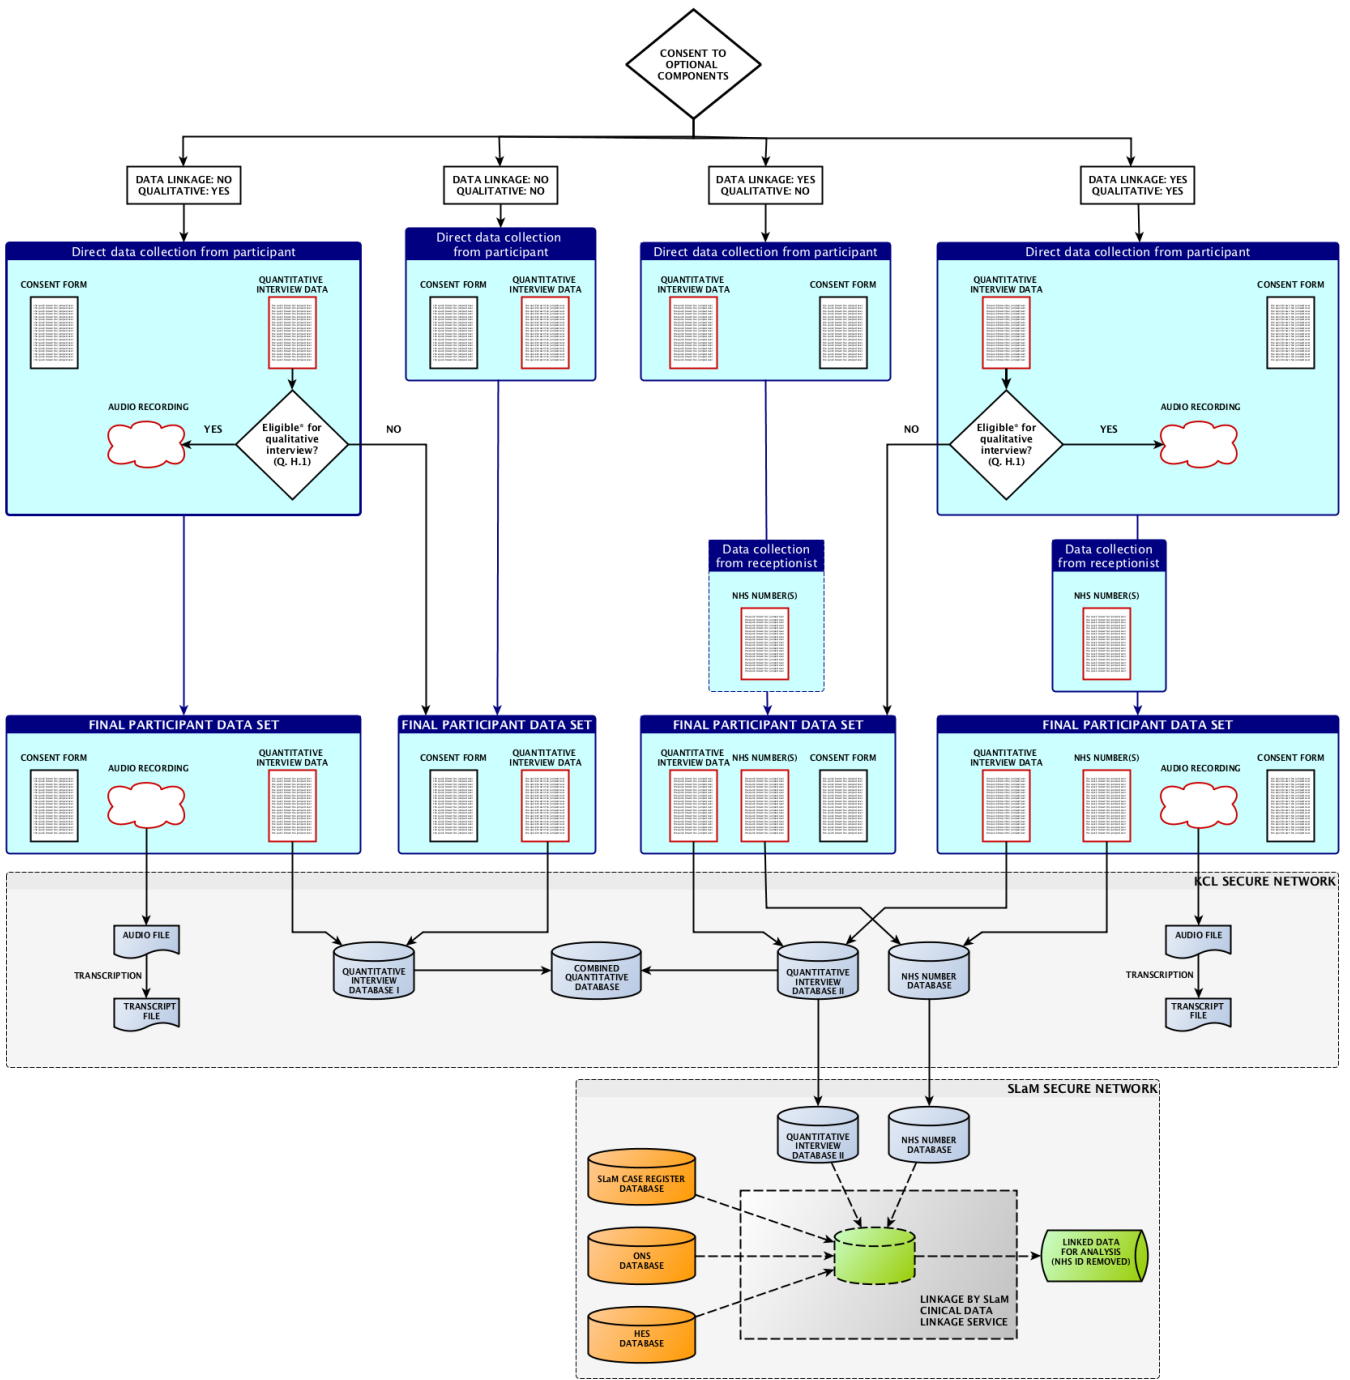 CONSENT TO
OPTIONAL
COMPONENTS
DATA LINKAGE: NO
QUALITATIVE: YES
DATA LINKAGE: NO
QUALITATIVE: NO
DATA LINKAGE: YES
QUALITATIVE: NO
DATA LINKAGE: YES
QUALITATIVE: YES
Direct data collection from participant
CONSENT FORM
QUANTITATIVE
INTERVIEW DATA
AUDIO RECORDING
YES
Eligible* for
qualitative
interview?
(Q. H.1)
NO
Direct data collection
from participant
CONSENT FORM
QUANTITATIVE
INTERVIEW DATA
Direct data collection from participant
QUANTITATIVE
INTERVIEW DATA
CONSENT FORM
Direct data collection from participant
QUANTITATIVE
INTERVIEW DATA
CONSENT FORM
NO
Eligible* for
qualitative
interview?
(Q. H.1)
YES
AUDIO RECORDING
Data collection
from receptionist
NHS NUMBER(S)
Data collection
from receptionist
NHS NUMBER(S)
FINAL PARTICIPANT DATA SET
CONSENT FORM
AUDIO RECORDING
QUANTITATIVE
INTERVIEW DATA
FINAL PARTICIPANT DATA SET
CONSENT FORM
QUANTITATIVE
INTERVIEW DATA
FINAL PARTICIPANT DATA SET
QUANTITATIVE
INTERVIEW DATA
NHS NUMBER(S)
CONSENT FORM
FINAL PARTICIPANT DATA SET
QUANTITATIVE
INTERVIEW DATA
NHS NUMBER(S)
AUDIO RECORDING
CONSENT FORM
KCL SECURE NETWORK
AUDIO FILE
TRANSCRIPTION
TRANSCRIPT
FILE
QUANTITATIVE
INTERVIEW
DATABASE I
COMBINED
QUANTITATIVE
DATABASE
QUANTITATIVE
INTERVIEW
DATABASE II
NHS NUMBER
DATABASE
AUDIO FILE
TRANSCRIPTION
TRANSCRIPT
FILE
SLaM SECURE NETWORK
QUANTITATIVE
INTERVIEW
DATABASE II
NHS NUMBER
DATABASE
SLaM CASE REGISTER
DATABASE
ONS
DATABASE
HES
DATABASE
LINKED DATA
FOR ANALYSIS
(NHS ID REMOVED)
LINKAGE BY SLaM
CINICAL DATA
LINKAGE SERVICE